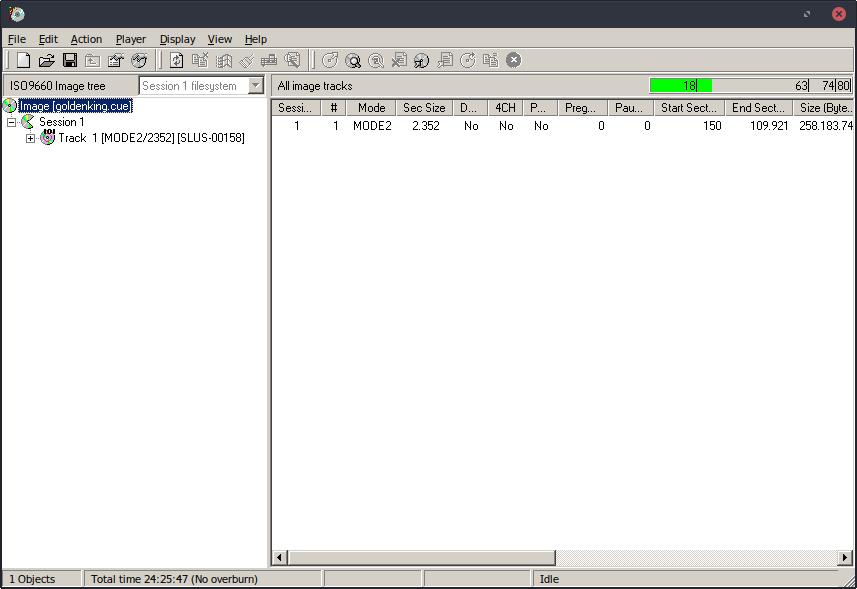 File Edit Action Player Display View Help
ISO9660 Image tree
Session 1 filesystem
All image tracks
18 63 74 80
Image [goldenking.cue]
Session 1
Track 1 [MODE2/2352] [SLUS-00158]
Sessi... # Mode Sec Size D... 4CH P... Preg... Pau... Start Sect... End Sect... Size (Byte..
1 1 MODE2 2.352 No No No 0 0 150 109.921 258.183.74
1 Objects
Total time 24:25:47 (No overburn)
Idle